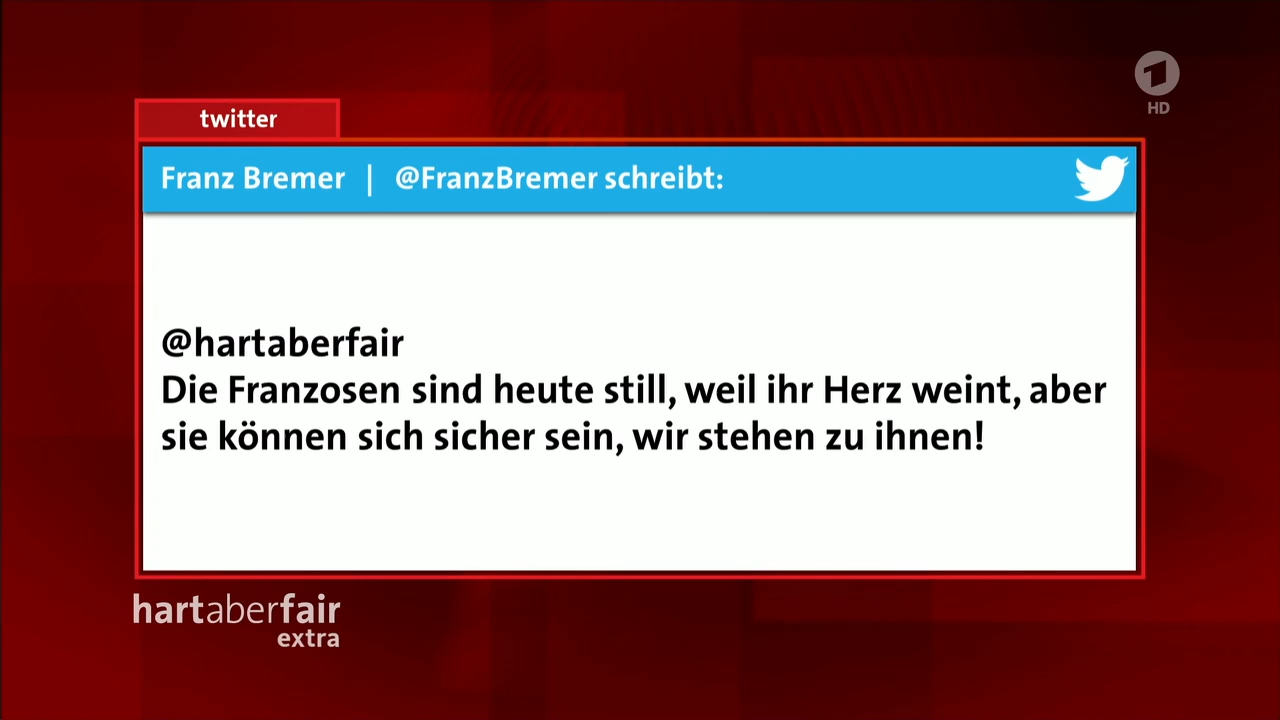 1
HD
twitter
Franz Bremer | @FranzBremer schreibt:
@hartaberfair
Die Franzosen sind heute still, weil ihr Herz weint, aber
sie können sich sicher sein, wir stehen zu ihnen!
hartaberfair
extra